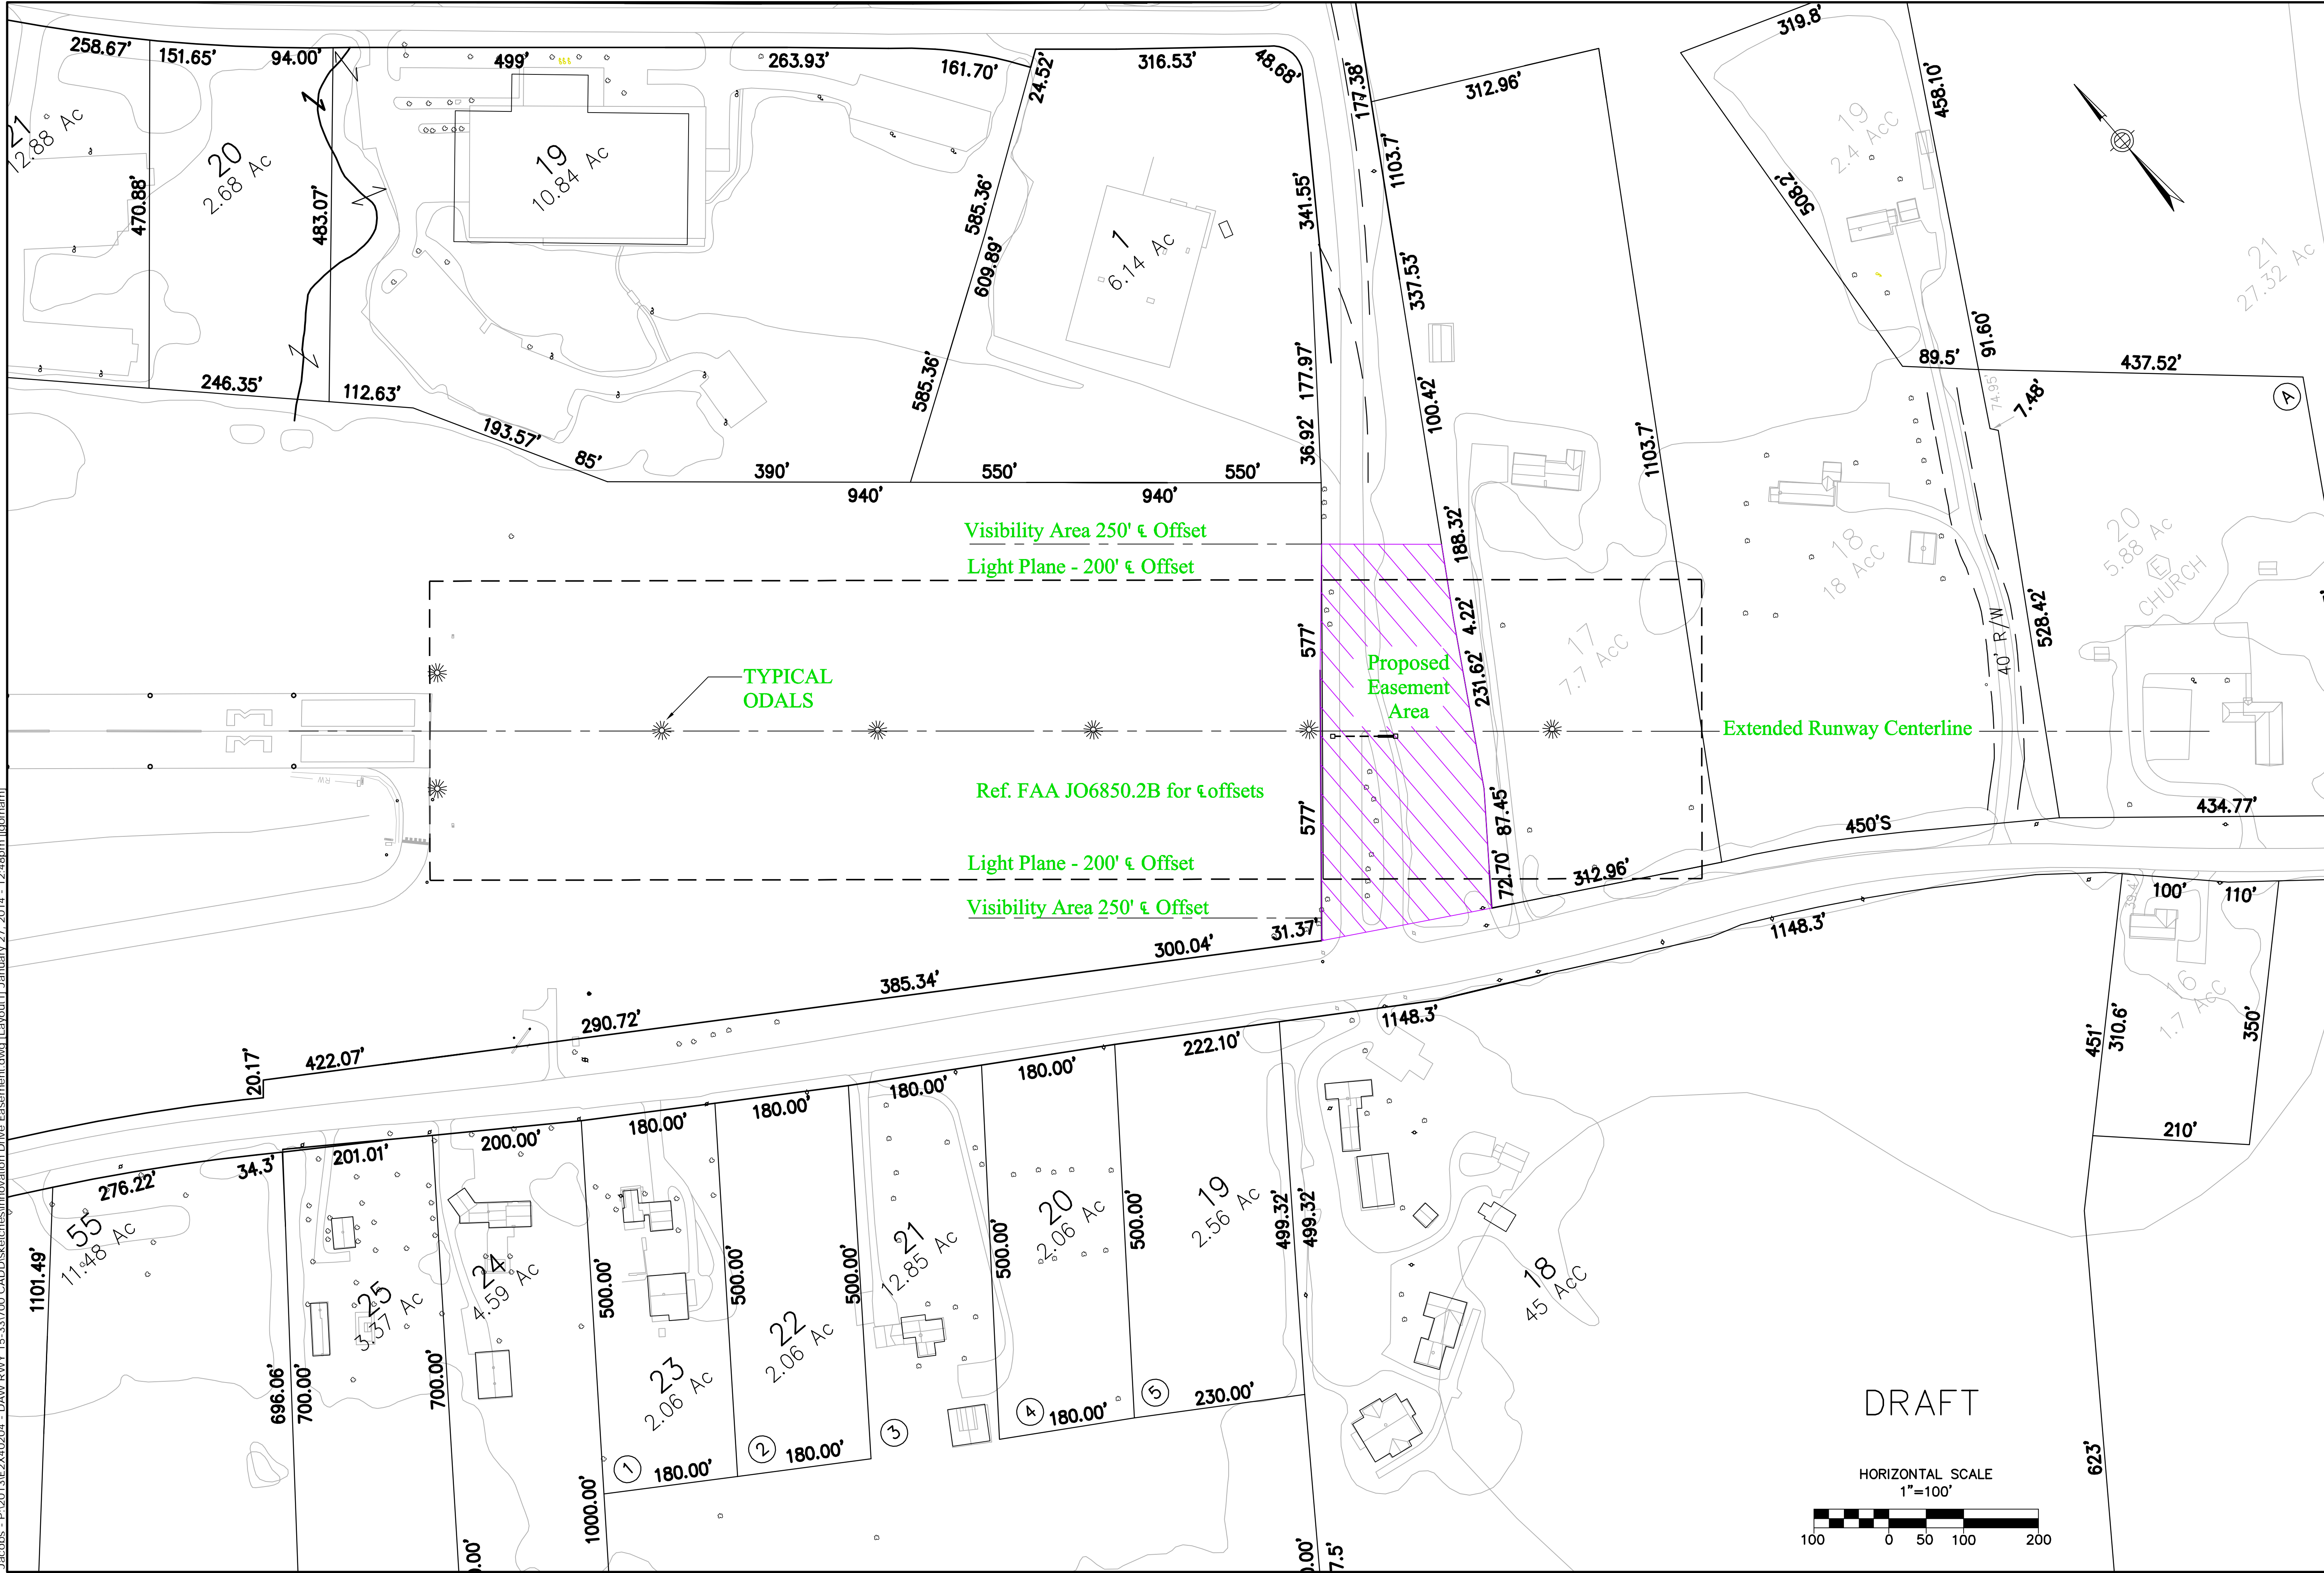 258.67'
151.65'
94.00'
499'
263.93'
161.70'
24.52'
316.53'
48.68'
177.38'
312.96'
319.8'
458.10'
21
12.88 Ac
20
2.68 Ac
19
10.84 Ac
1
6.14 Ac
1103.7'
19
2.4 AcC
470.88'
483.07'
585.36'
609.89'
341.55'
337.53'
508.2'
21
27.32 Ac
246.35'
112.63'
193.57'
85'
585.36'
177.97'
100.42'
36.92'
1103.7'
89.5'
91.60'
74.95'
7.48'
437.52'
A
390'
550'
550'
940'
940'
Visibility Area 250' ℄ Offset
Light Plane - 200' ℄ Offset
188.32'
4.22'
231.62'
577'
TYPICAL
ODALS
Proposed
Easement
Area
17
7.7 AcC
18
18 AcC
40' R/W
528.42'
20
5.88 Ac
E
CHURCH
Extended Runway Centerline
RW
Ref. FAA JO6850.2B for ℄ offsets
577'
87.45'
72.70'
450'S
434.77'
Light Plane - 200' ℄ Offset
Visibility Area 250' ℄ Offset
312.96'
31.37'
300.04'
385.34'
290.72'
422.07'
20.17'
1148.3'
1148.3'
100'
110'
39.4'
16
1.7 AcC
451'
310.6'
350'
210'
623'
276.22'
34.3'
201.01'
200.00'
180.00'
180.00'
180.00'
180.00'
222.10'
55
11.48 Ac
25
3.37 Ac
24
4.59 Ac
23
2.06 Ac
22
2.06 Ac
21
12.85 Ac
20
2.06 Ac
19
2.56 Ac
18
45 AcC
1101.49'
696.06'
700.00'
700.00'
500.00'
500.00'
500.00'
500.00'
500.00'
499.32'
499.32'
1000.00'
1
180.00'
2
180.00'
3
4
180.00'
5
230.00'
DRAFT
HORIZONTAL SCALE
1"=100'
100 0 50 100 200